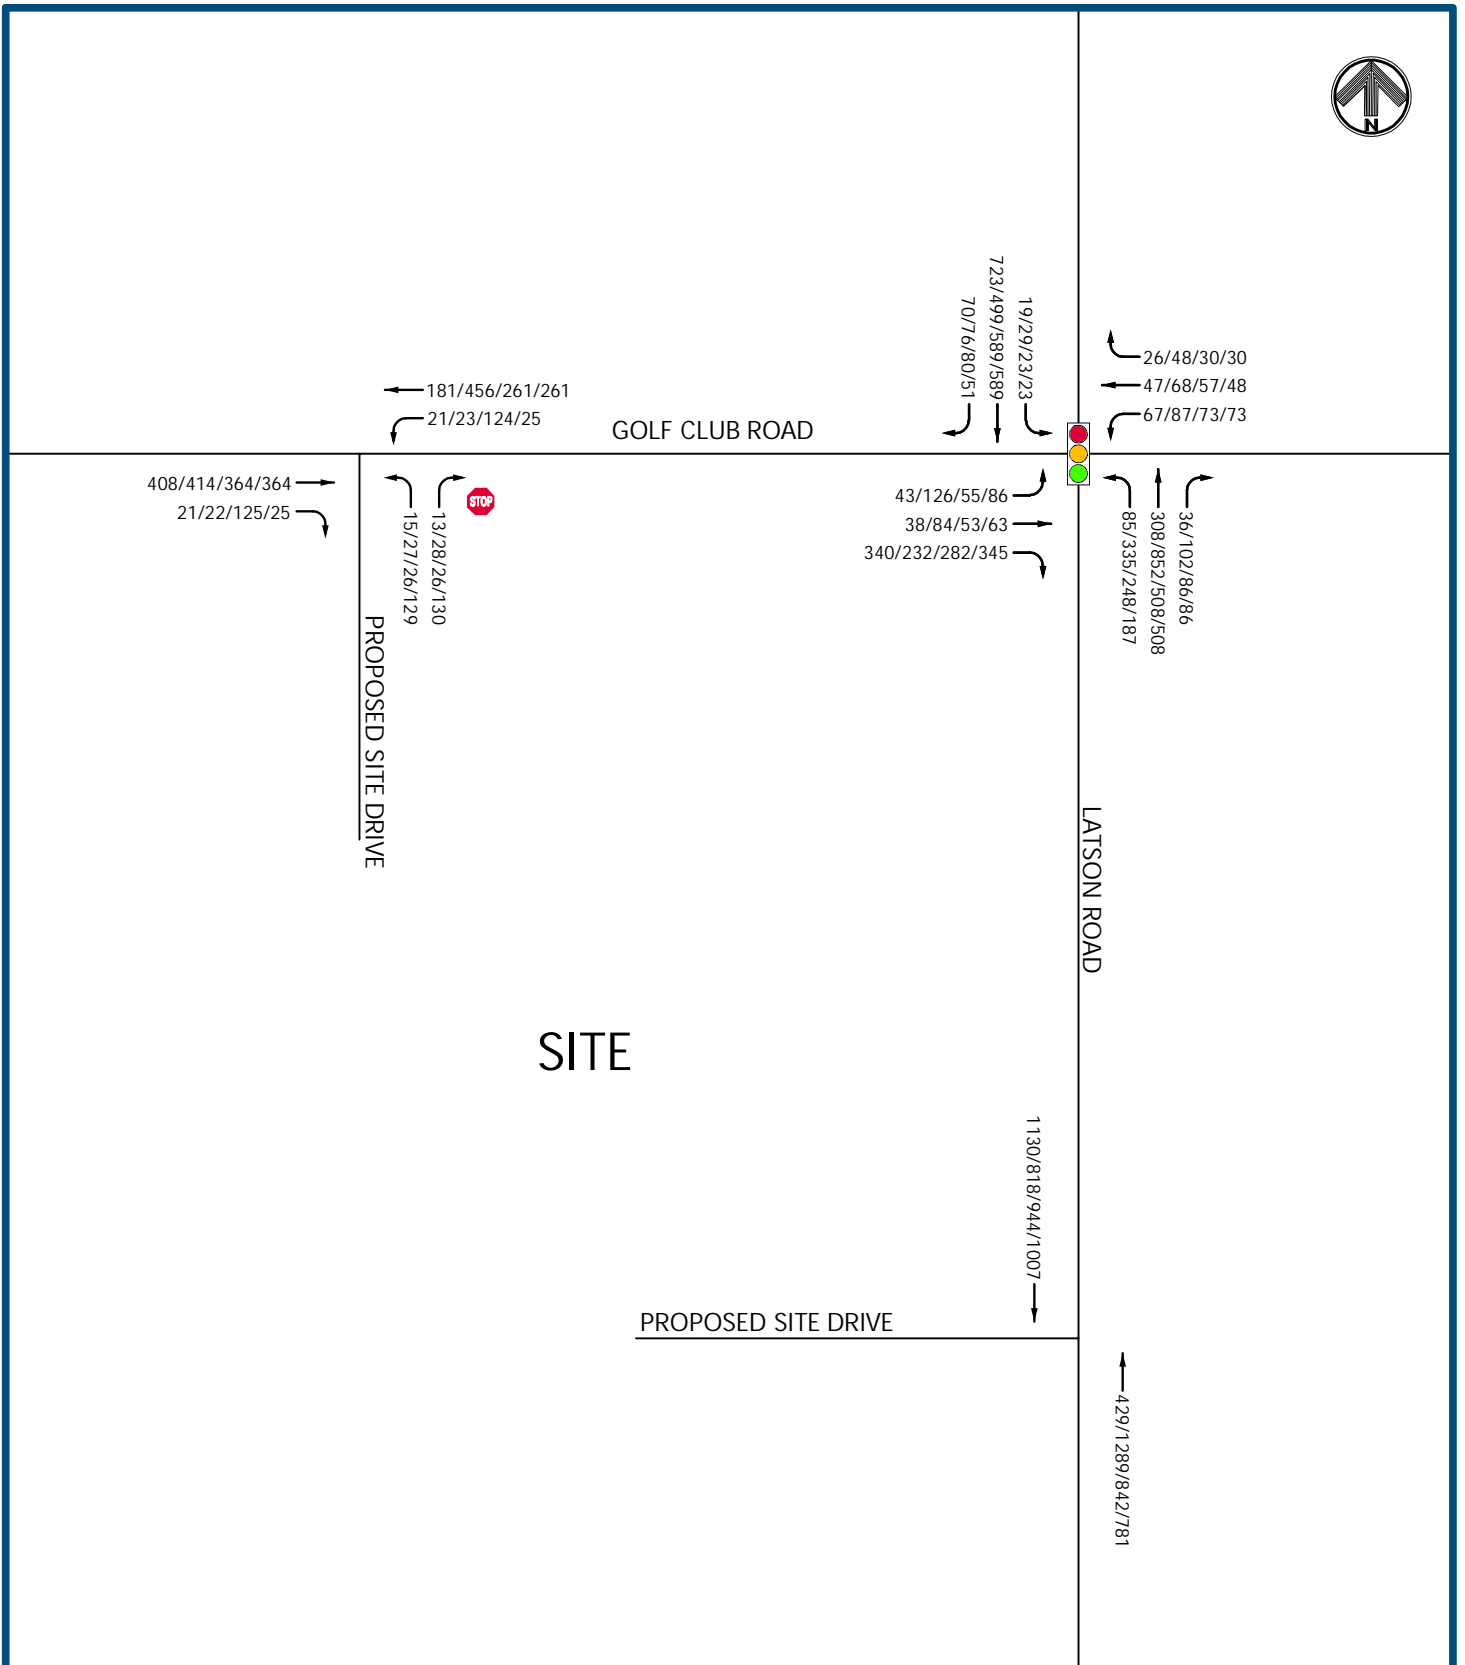 N
723/499/589/589
19/29/23/23
70/76/80/51
26/48/30/30
47/68/57/48
67/87/73/73
181/456/261/261
21/23/124/25
GOLF CLUB ROAD
408/414/364/364
21/22/125/25
STOP
15/27/26/129
13/28/26/130
43/126/55/86
38/84/53/63
340/232/282/345
85/335/248/187
308/852/508/508
36/102/86/86
PROPOSED SITE DRIVE
LATSON ROAD
SITE
1130/818/944/1007
PROPOSED SITE DRIVE
429/1289/842/781